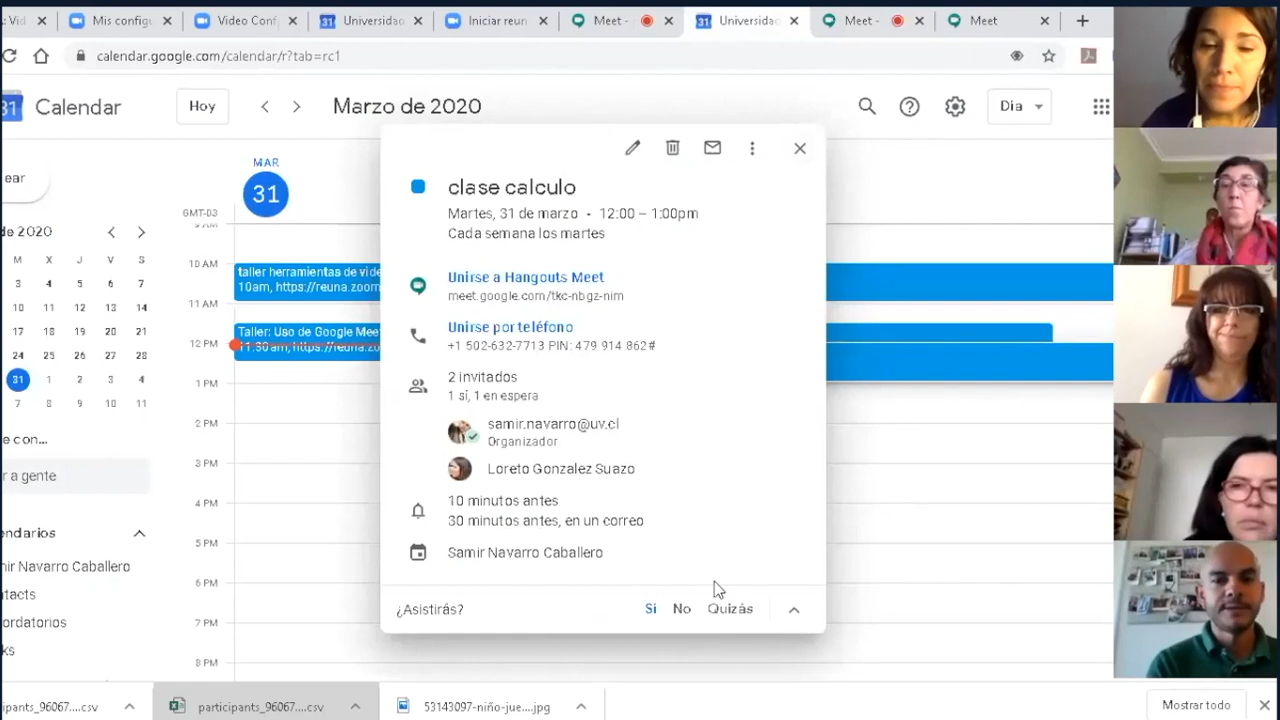 Mis configu
Video Conf
Universidad
Iniciar reun
Meet -
Universidad
Meet -
Meet
calendar.google.com/calendar/r?tab=rc1
31
Calendar
Hoy
Marzo de 2020
Día
ear
MAR
31
GMT-03
9 AM
de 2020
M X J V S
3 4 5 6 7
10 11 12 13 14
17 18 19 20 21
24 25 26 27 28
31 1 2 3 4
7 8 9 10 11
10 AM
11 AM
12 PM
1 PM
2 PM
3 PM
4 PM
5 PM
6 PM
7 PM
8 PM
taller herramientas de vide
10am, https://reuna.zoom
Taller: Uso de Google Mee
11:30am, https://reuna.zo
e con...
r a gente
endarios
mir Navarro Caballero
ntacts
ordatorios
ks
clase calculo
Martes, 31 de marzo • 12:00 – 1:00pm
Cada semana los martes
Unirse a Hangouts Meet
meet.google.com/tkc-nbgz-nim
Unirse por teléfono
+1 502-632-7713 PIN: 479 914 862#
2 invitados
1 sí, 1 en espera
samir.navarro@uv.cl
Organizador
Loreto Gonzalez Suazo
10 minutos antes
30 minutos antes, en un correo
Samir Navarro Caballero
¿Asistirás?
Sí No Quizás
ipants_96067....csv
participants_96067....csv
53143097-niño-jue....jpg
Mostrar todo